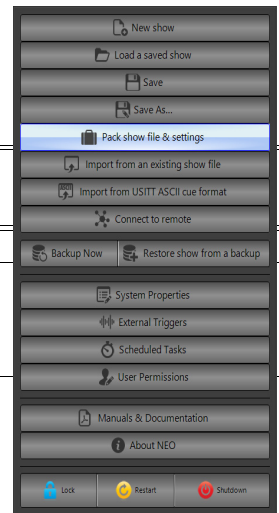 New show
Load a saved show
Save
Save As...
Pack show file & settings
Import from an existing show file
ASCII
Import from USITT ASCII cue format
Connect to remote
Backup Now
Restore show from a backup
System Properties
External Triggers
Scheduled Tasks
User Permissions
Manuals & Documentation
About NEO
Lock
Restart
Shutdown